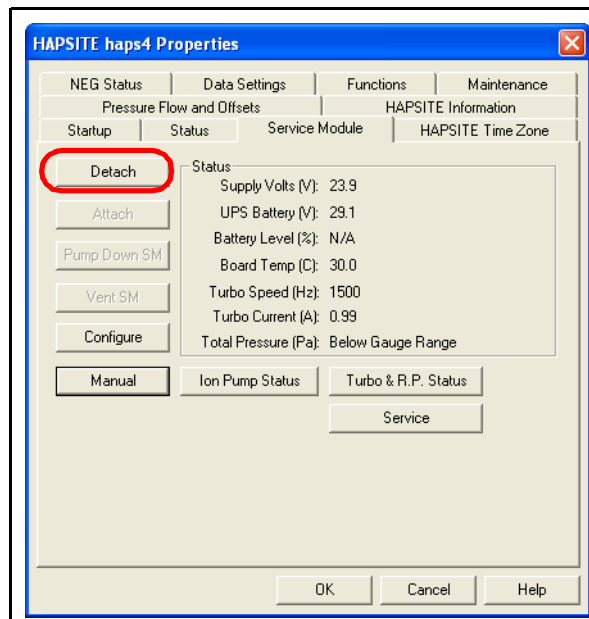 HAPSITE haps4 Properties
NEG Status Data Settings Functions Maintenance
Pressure Flow and Offsets HAPSITE Information
Startup Status Service Module HAPSITE Time Zone
Detach
Attach
Pump Down SM
Vent SM
Configure
Manual
Status
Supply Volts (V): 23.9
UPS Battery (V): 29.1
Battery Level (%): N/A
Board Temp (C): 30.0
Turbo Speed (Hz): 1500
Turbo Current (A): 0.99
Total Pressure (Pa): Below Gauge Range
Ion Pump Status Turbo & R.P. Status
Service
OK Cancel Help